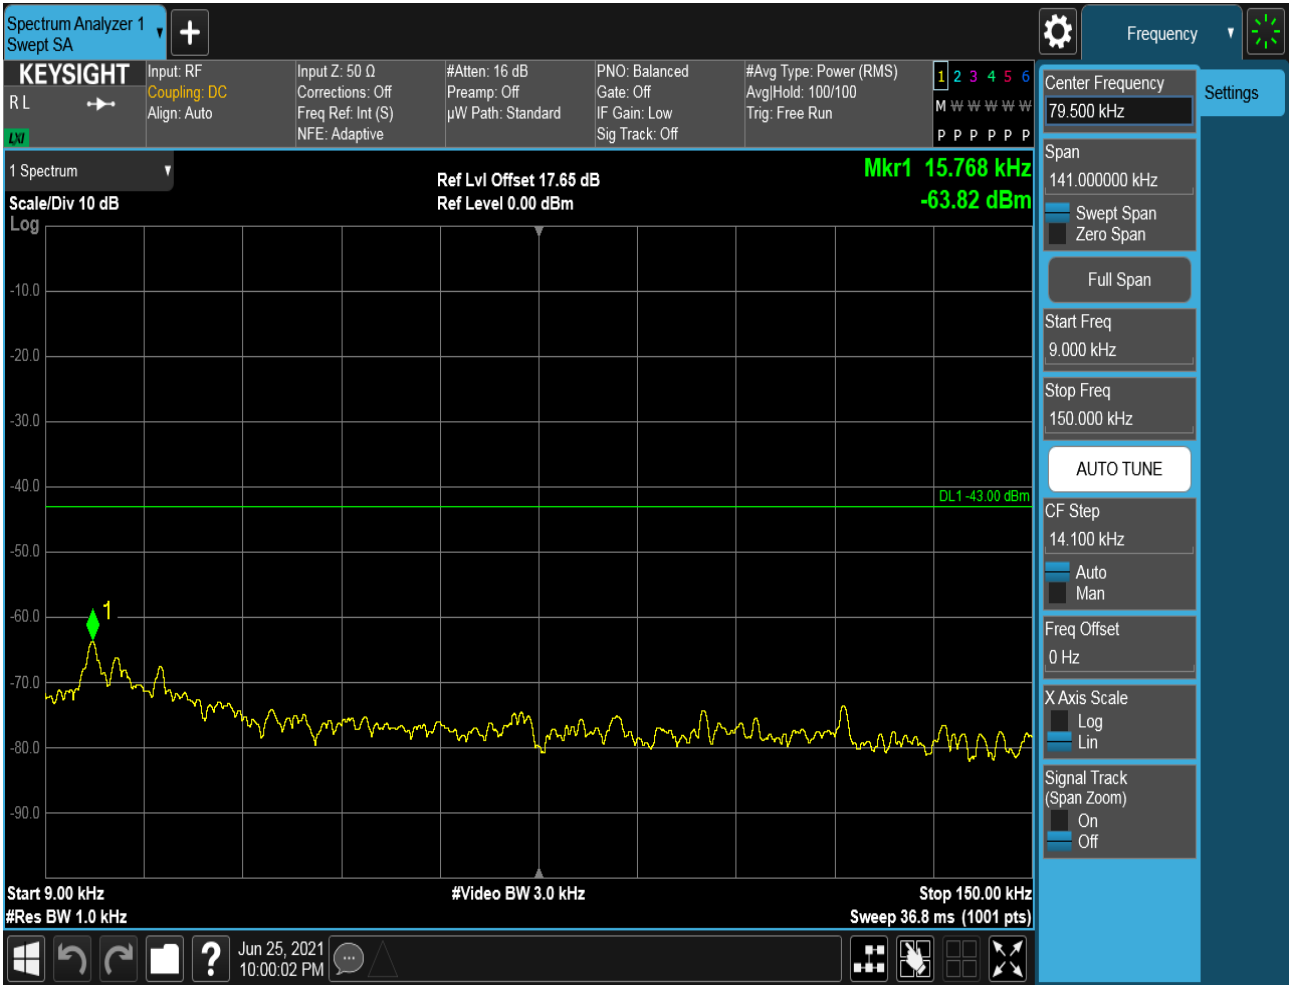 Spectrum Analyzer 1
Swept SA
Frequency
KEYSIGHT
R L
LXI
Input: RF
Coupling: DC
Align: Auto
Input Z: 50 Ω
Corrections: Off
Freq Ref: Int (S)
NFE: Adaptive
#Atten: 16 dB
Preamp: Off
µW Path: Standard
PNO: Balanced
Gate: Off
IF Gain: Low
Sig Track: Off
#Avg Type: Power (RMS)
Avg|Hold: 100/100
Trig: Free Run
1 2 3 4 5 6
M W W W W W
P P P P P P
1 Spectrum
Scale/Div 10 dB
Log
Ref Lvl Offset 17.65 dB
Ref Level 0.00 dBm
Mkr1 15.768 kHz
-63.82 dBm
-10.0
-20.0
-30.0
-40.0
DL1 -43.00 dBm
-50.0
-60.0
1
-70.0
-80.0
-90.0
Start 9.00 kHz
#Res BW 1.0 kHz
#Video BW 3.0 kHz
Stop 150.00 kHz
Sweep 36.8 ms (1001 pts)
Center Frequency
79.500 kHz
Span
141.000000 kHz
Swept Span
Zero Span
Full Span
Start Freq
9.000 kHz
Stop Freq
150.000 kHz
AUTO TUNE
CF Step
14.100 kHz
Auto
Man
Freq Offset
0 Hz
X Axis Scale
Log
Lin
Signal Track
(Span Zoom)
On
Off
Settings
?
Jun 25, 2021
10:00:02 PM